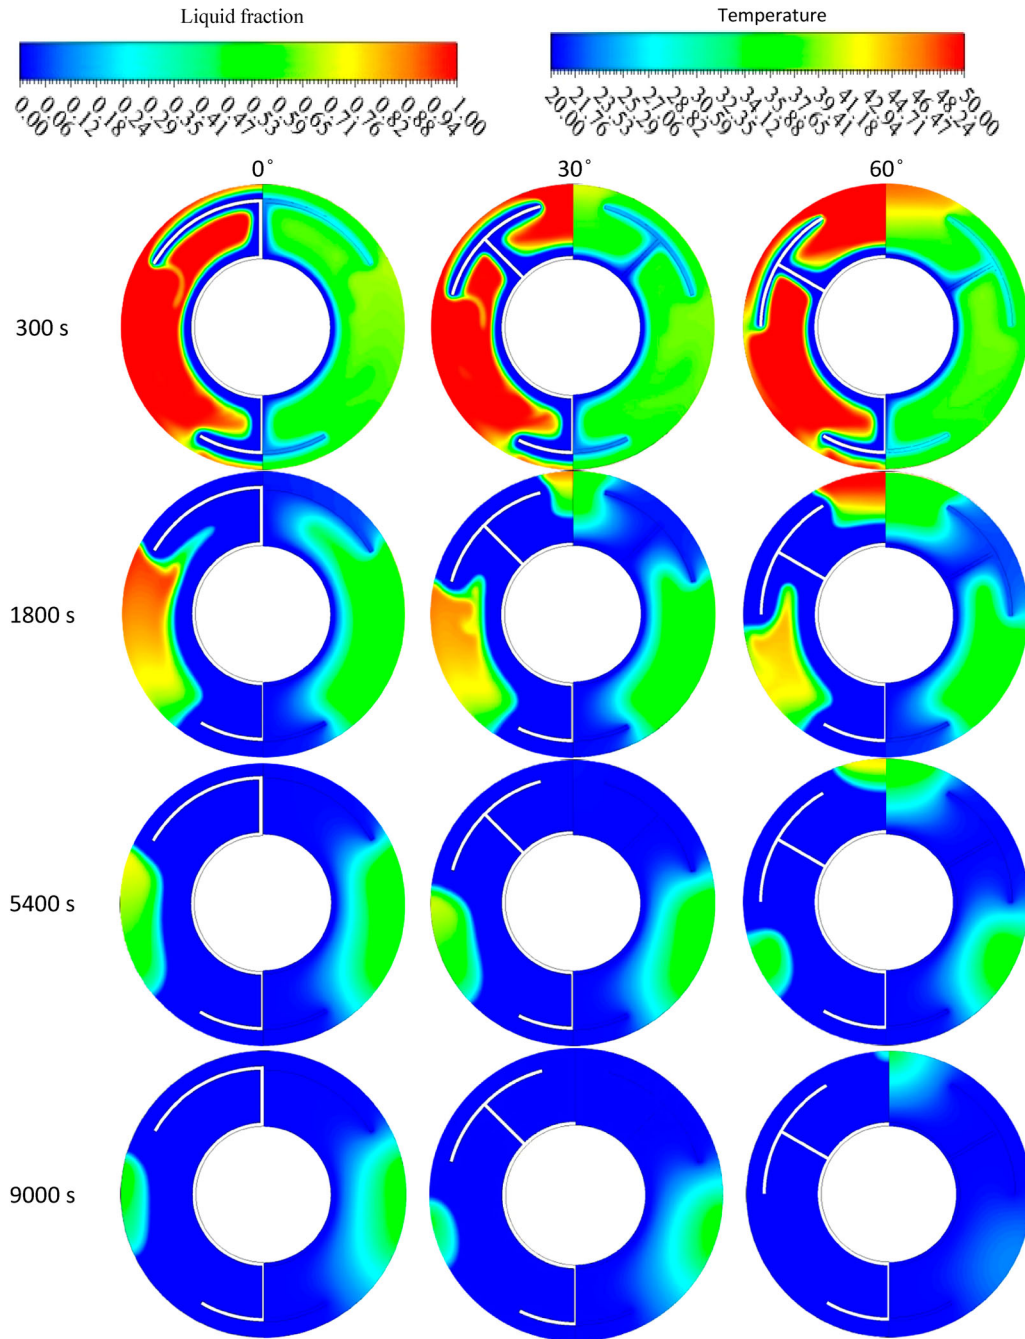 Liquid fraction
Temperature
0.00 0.06 0.12 0.18 0.24 0.29 0.35 0.41 0.47 0.53 0.59 0.65 0.71 0.76 0.82 0.88 0.94 1.00
20.00 21.76 23.53 25.29 27.06 28.82 30.59 32.35 34.12 35.88 37.65 39.41 41.18 42.94 44.71 46.47 48.24 50.00
0° 30° 60°
300 s
1800 s
5400 s
9000 s